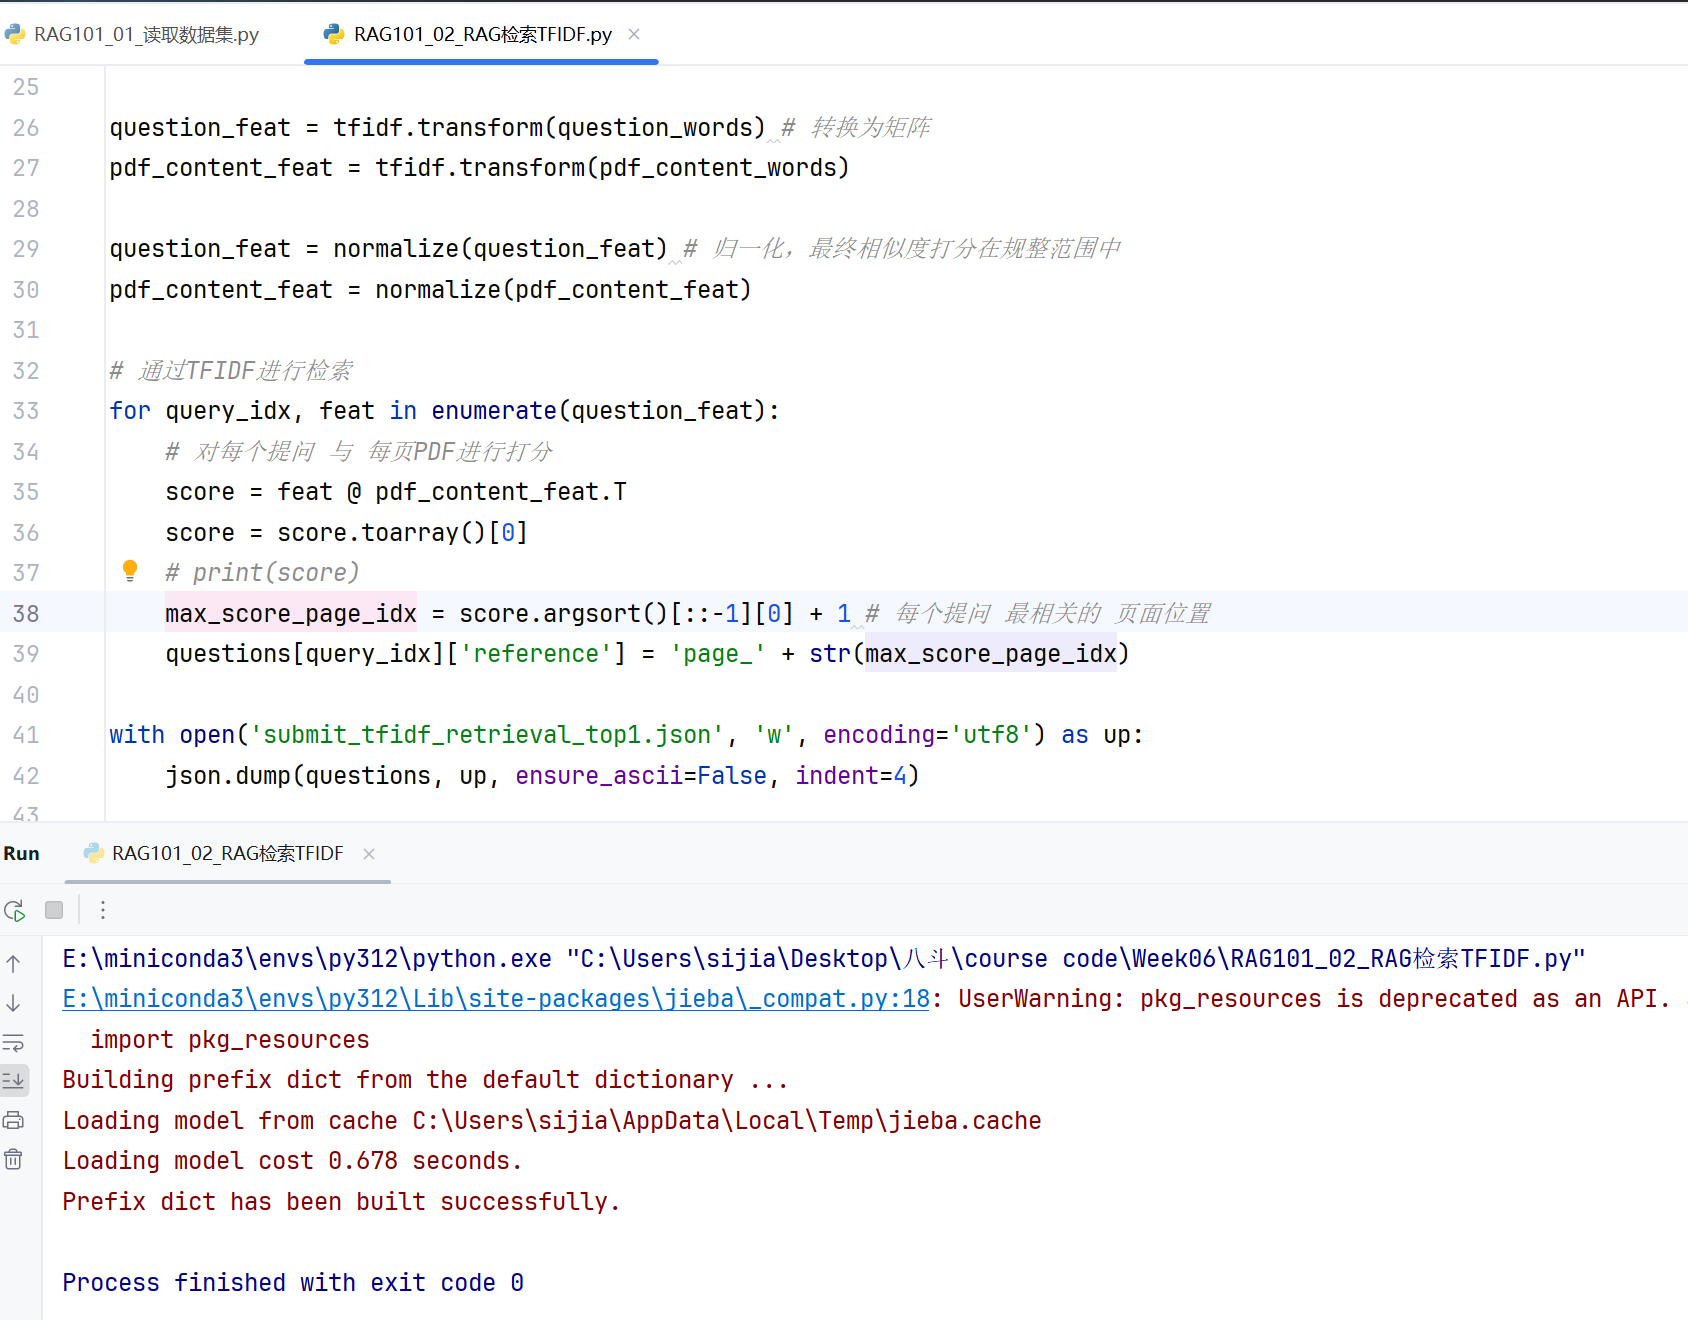 RAG101_01_读取数据集.py RAG101_02_RAG检索TFIDF.py
25
26 question_feat = tfidf.transform(question_words) # 转换为矩阵
27 pdf_content_feat = tfidf.transform(pdf_content_words)
28
29 question_feat = normalize(question_feat) # 归一化，最终相似度打分在规整范围中
30 pdf_content_feat = normalize(pdf_content_feat)
31
32 # 通过TFIDF进行检索
33 for query_idx, feat in enumerate(question_feat):
34 # 对每个提问 与 每页PDF进行打分
35 score = feat @ pdf_content_feat.T
36 score = score.toarray()[0]
37 # print(score)
38 max_score_page_idx = score.argsort()[::-1][0] + 1 # 每个提问 最相关的 页面位置
39 questions[query_idx]['reference'] = 'page_' + str(max_score_page_idx)
40
41 with open('submit_tfidf_retrieval_top1.json', 'w', encoding='utf8') as up:
42 json.dump(questions, up, ensure_ascii=False, indent=4)
43
Run RAG101_02_RAG检索TFIDF
E:\miniconda3\envs\py312\python.exe "C:\Users\sijia\Desktop\八斗\course code\Week06\RAG101_02_RAG检索TFIDF.py"
E:\miniconda3\envs\py312\Lib\site-packages\jieba\_compat.py:18: UserWarning: pkg_resources is deprecated as an API.
import pkg_resources
Building prefix dict from the default dictionary ...
Loading model from cache C:\Users\sijia\AppData\Local\Temp\jieba.cache
Loading model cost 0.678 seconds.
Prefix dict has been built successfully.
Process finished with exit code 0